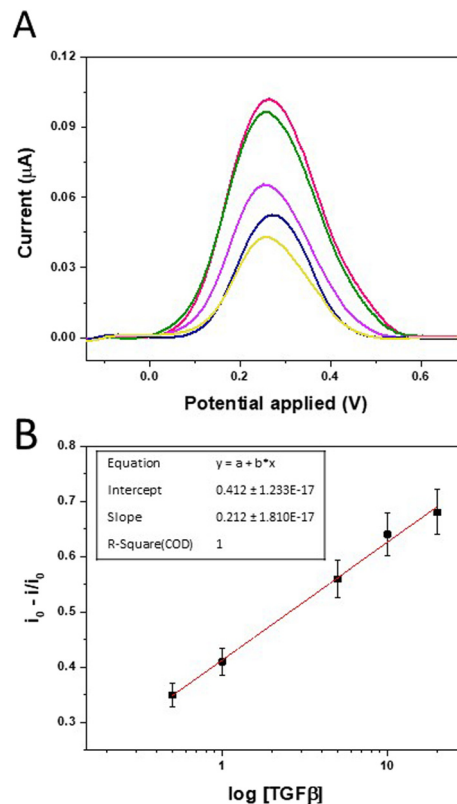 A
0.12
0.09
0.06
0.03
0.00
Current (μA)
0.0 0.2 0.4 0.6
Potential applied (V)
B
0.8
0.7
0.6
0.5
0.4
0.3
i₀ - i/i₀
Equation y = a + b*x
Intercept 0.412 ± 1.233E-17
Slope 0.212 ± 1.810E-17
R-Square(COD) 1
1 10
log [TGFβ]